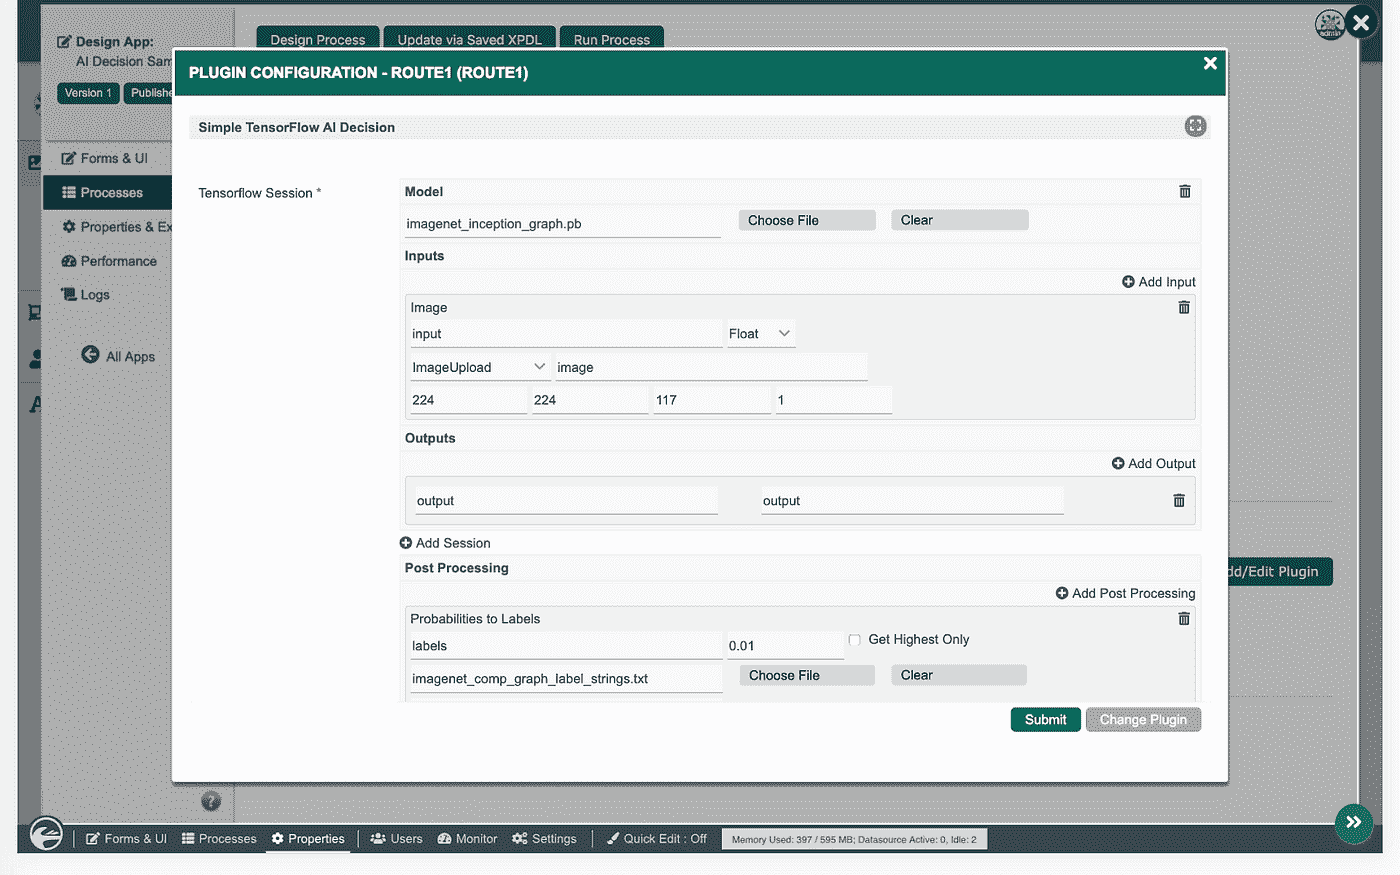 Design App:
AI Decision Sam
Version 1
Publishe
Design Process
Update via Saved XPDL
Run Process
admin
PLUGIN CONFIGURATION - ROUTE1 (ROUTE1)
Simple TensorFlow AI Decision
Forms & UI
Processes
Properties & Ex
Performance
Logs
All Apps
Tensorflow Session *
Model
imagenet_inception_graph.pb
Choose File
Clear
Inputs
Add Input
Image
input
Float
ImageUpload
image
224
224
117
1
Outputs
Add Output
output
output
Add Session
Post Processing
Add Post Processing
Probabilities to Labels
labels
0.01
Get Highest Only
imagenet_comp_graph_label_strings.txt
Choose File
Clear
Submit
Change Plugin
dd/Edit Plugin
?
Forms & UI
Processes
Properties
Users
Monitor
Settings
Quick Edit : Off
Memory Used: 397 / 595 MB; Datasource Active: 0, Idle: 2